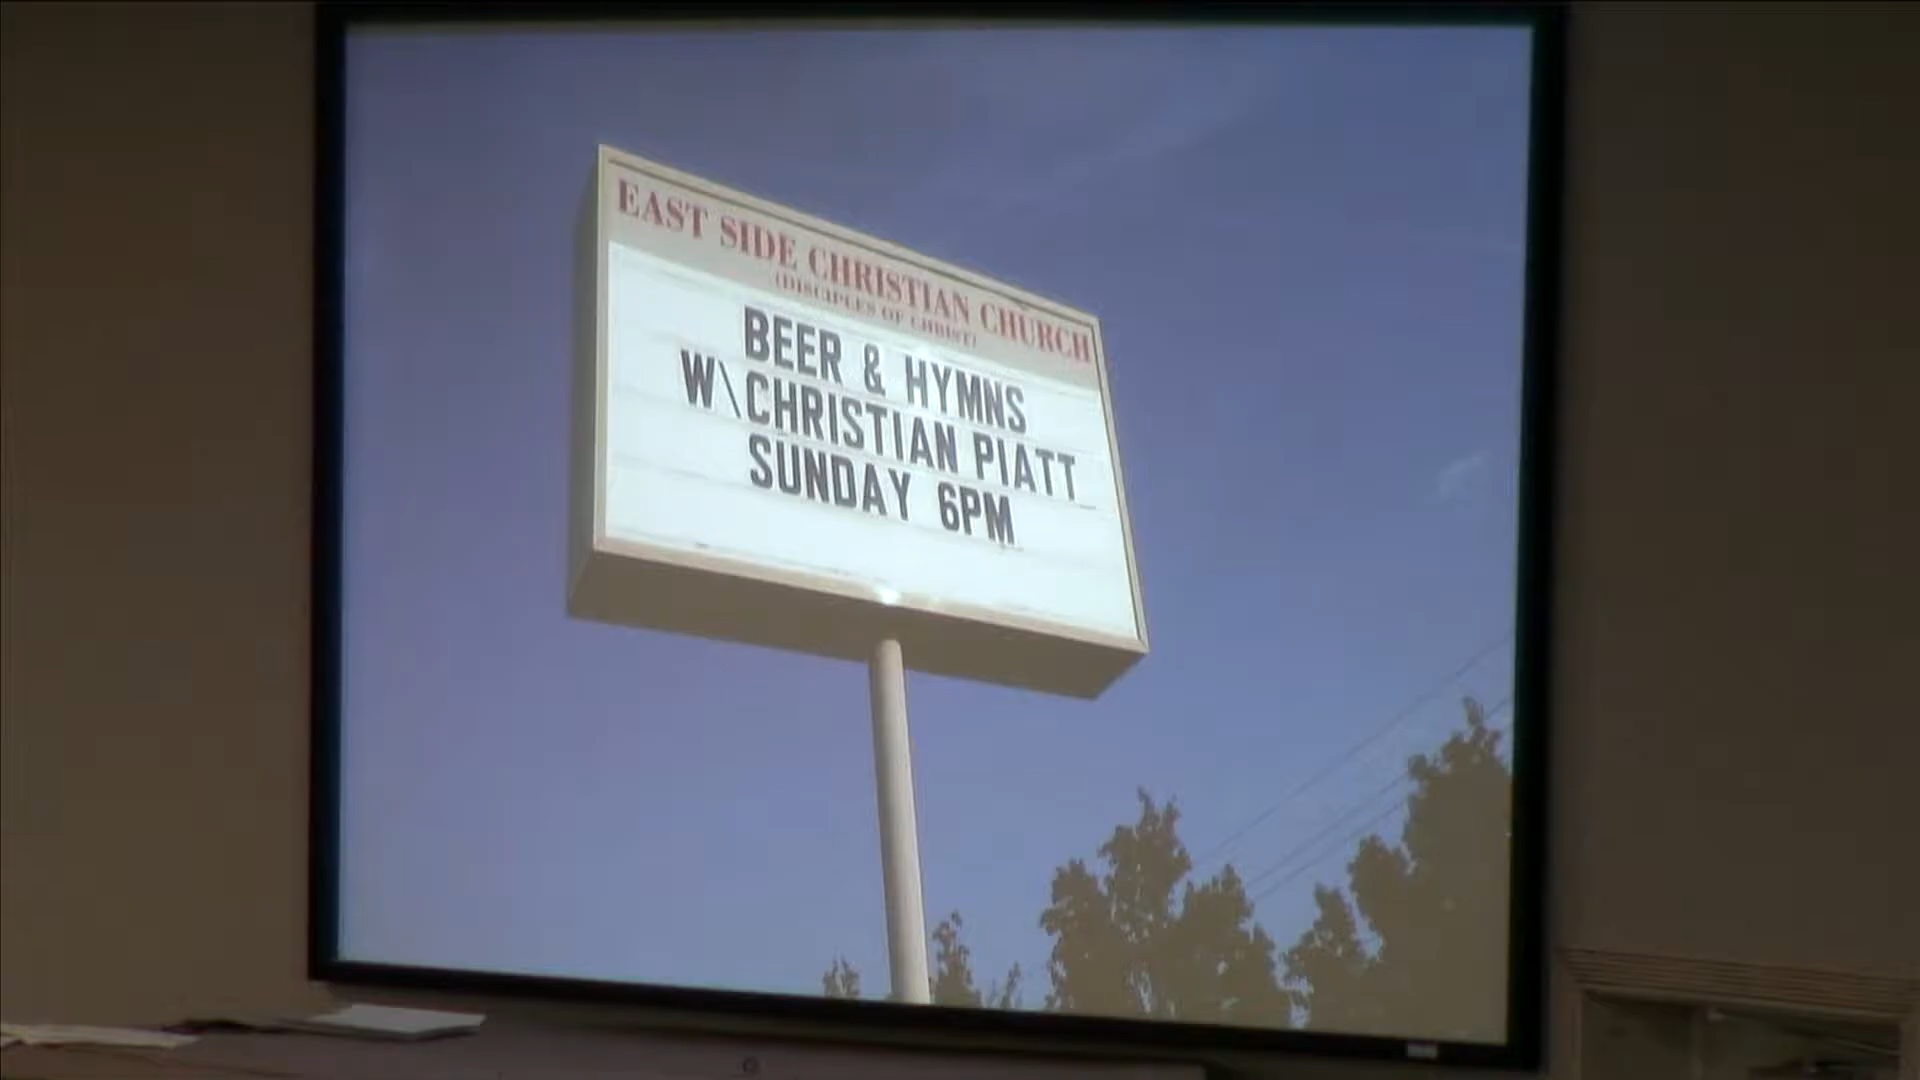 EAST SIDE CHRISTIAN CHURCH
(DISCIPLES OF CHRIST)
BEER & HYMNS
W\CHRISTIAN PIATT
SUNDAY 6PM